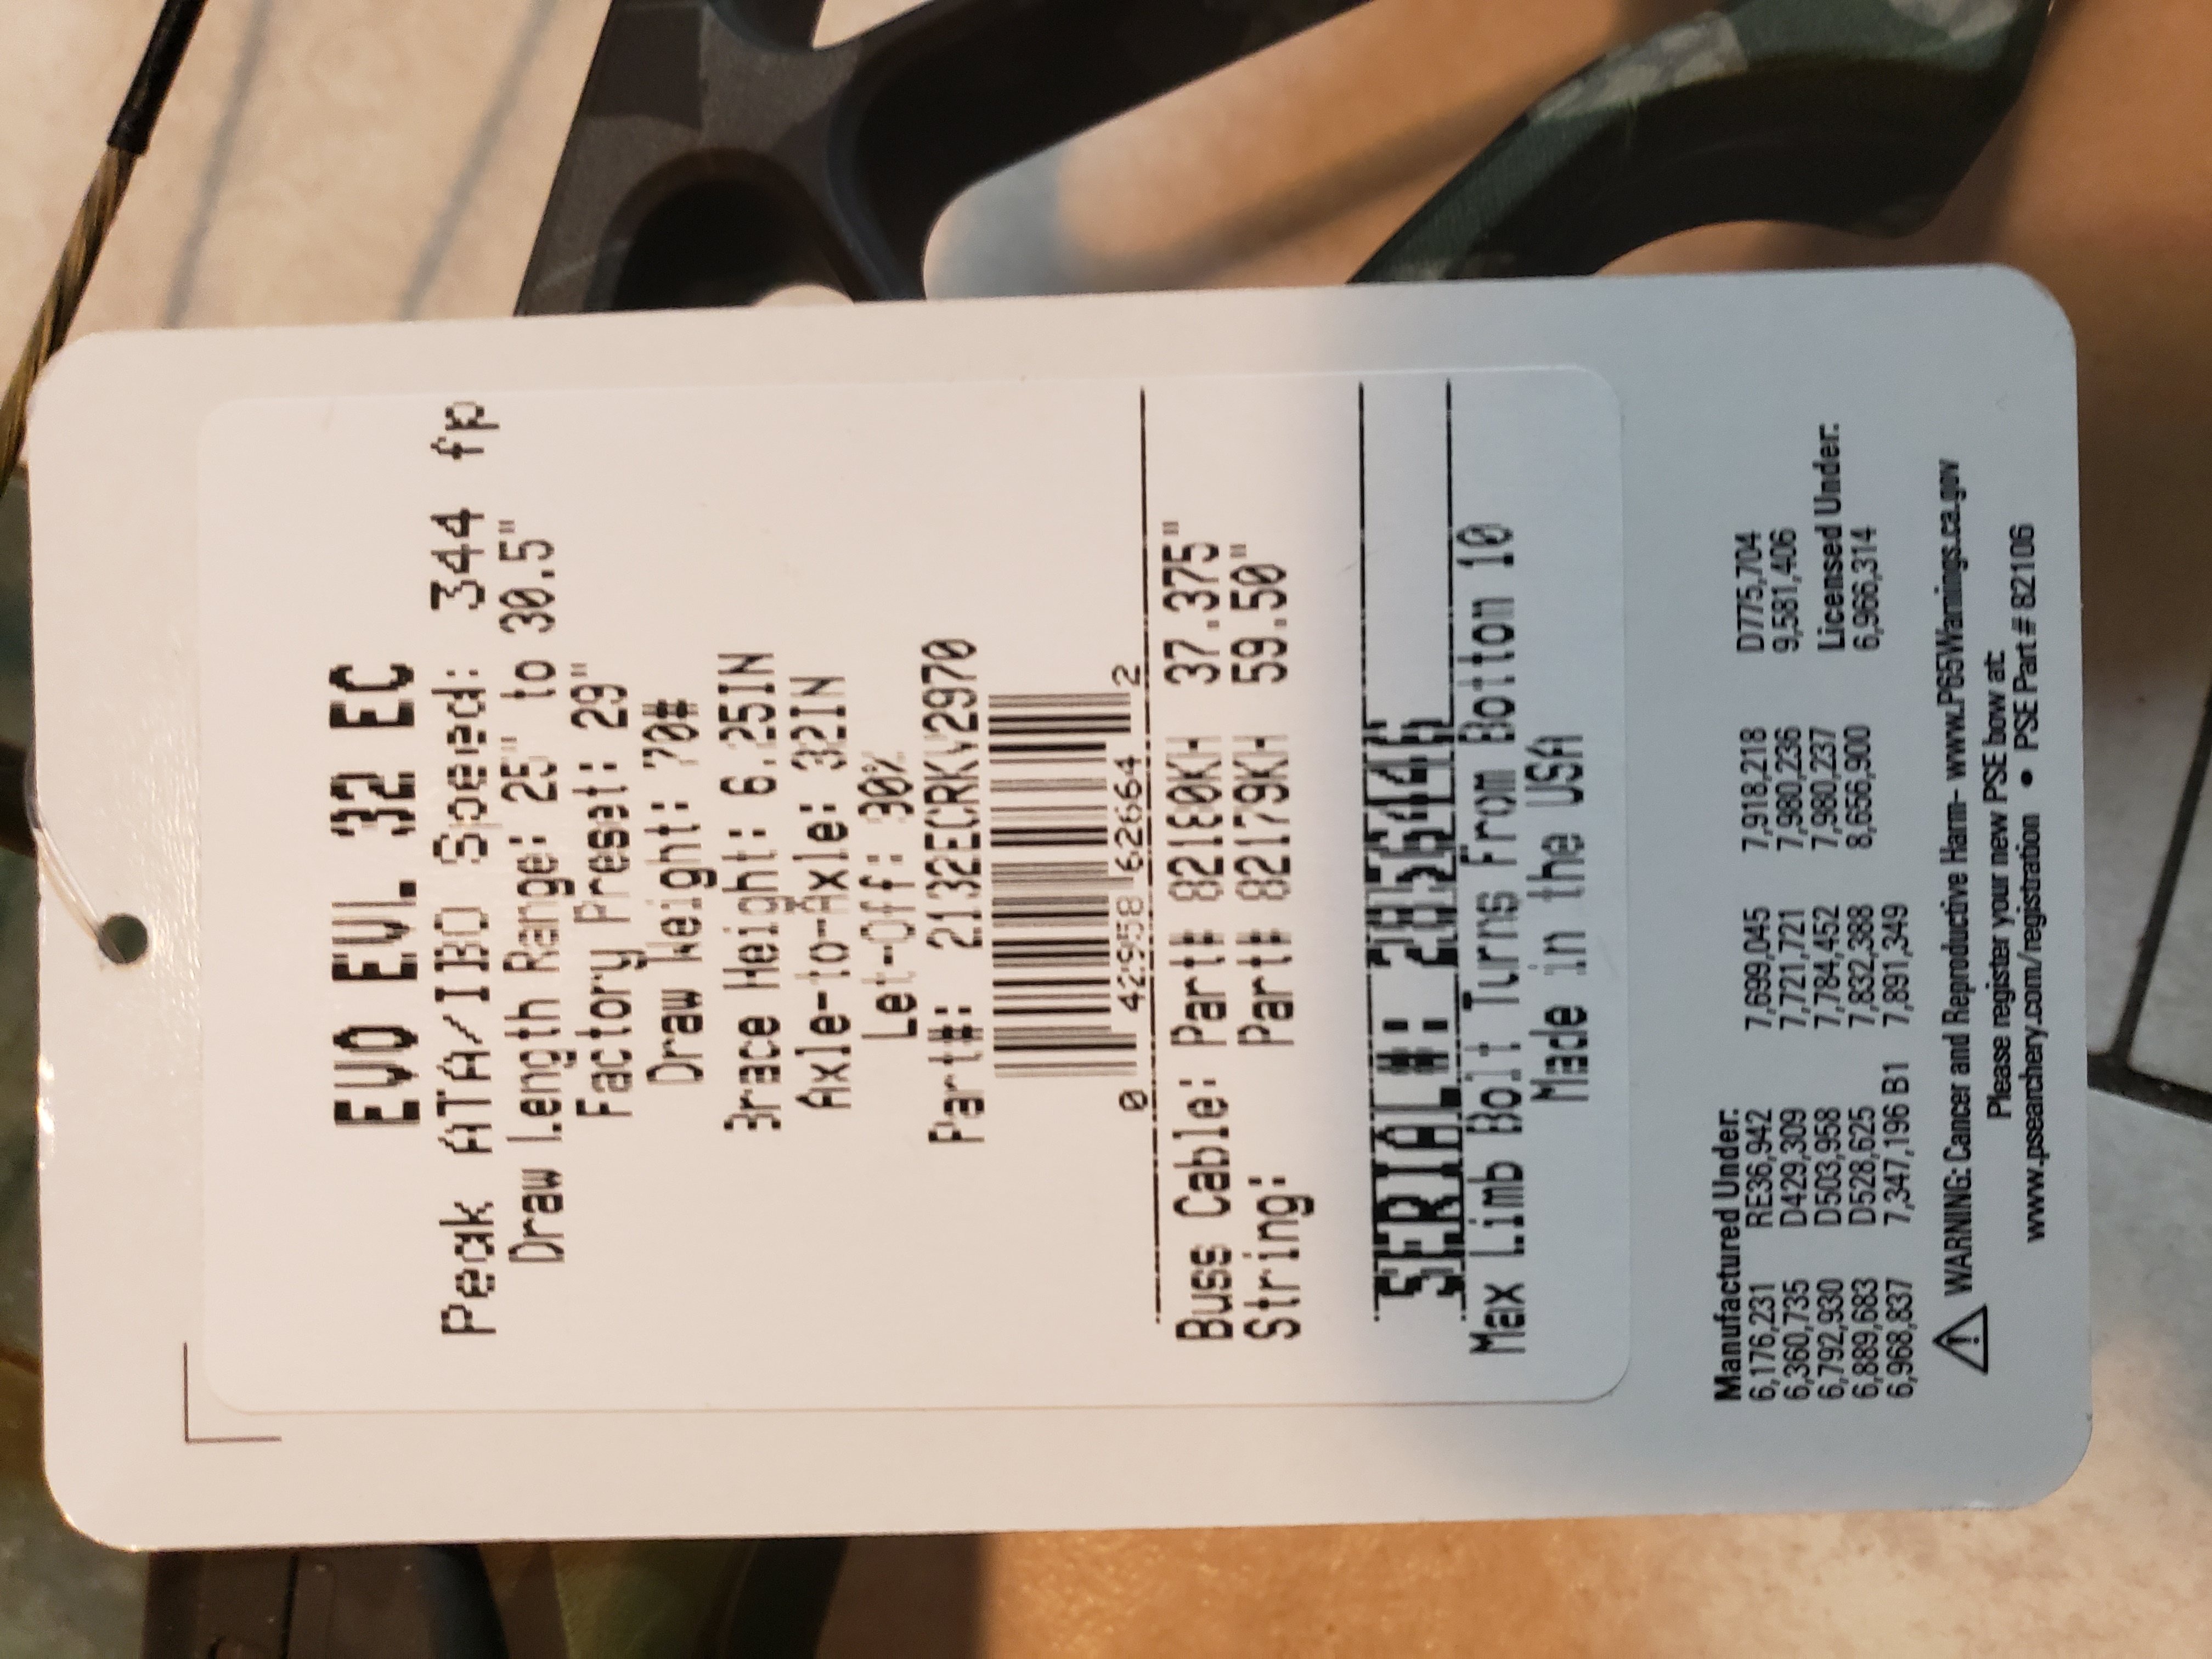 EVO EVL 32 EC
Peak ATA/IBO Speed: 344 fp
Draw Length Range: 25" to 30.5"
Factory Preset: 29"
Draw Weight: 70#
Brace Height: 6.25IN
Axle-to-Axle: 32IN
Let-Off: 90%
Part#: 2132ECRKV2970
0 42958 62664 2
Buss Cable: Part# 82180KH 37.375"
String: Part# 82179KH 59.50"
SERIAL#:
Max Limb Bolt Turns From Botton 10
Made in the USA
Manufactured Under:
6,176,231 RE36,942 7,699,045 7,918,218 D775,704
6,360,735 D429,309 7,721,721 7,980,236 9,581,406
6,792,930 D503,958 7,784,452 7,980,237 Licensed Under:
6,889,683 D528,625 7,832,388 8,656,900 6,966,314
6,968,837 7,347,196 B1 7,891,349
WARNING: Cancer and Reproductive Harm- www.P65Warnings.ca.gov
Please register your new PSE bow at:
www.psearchery.com/registration • PSE Part # 82106